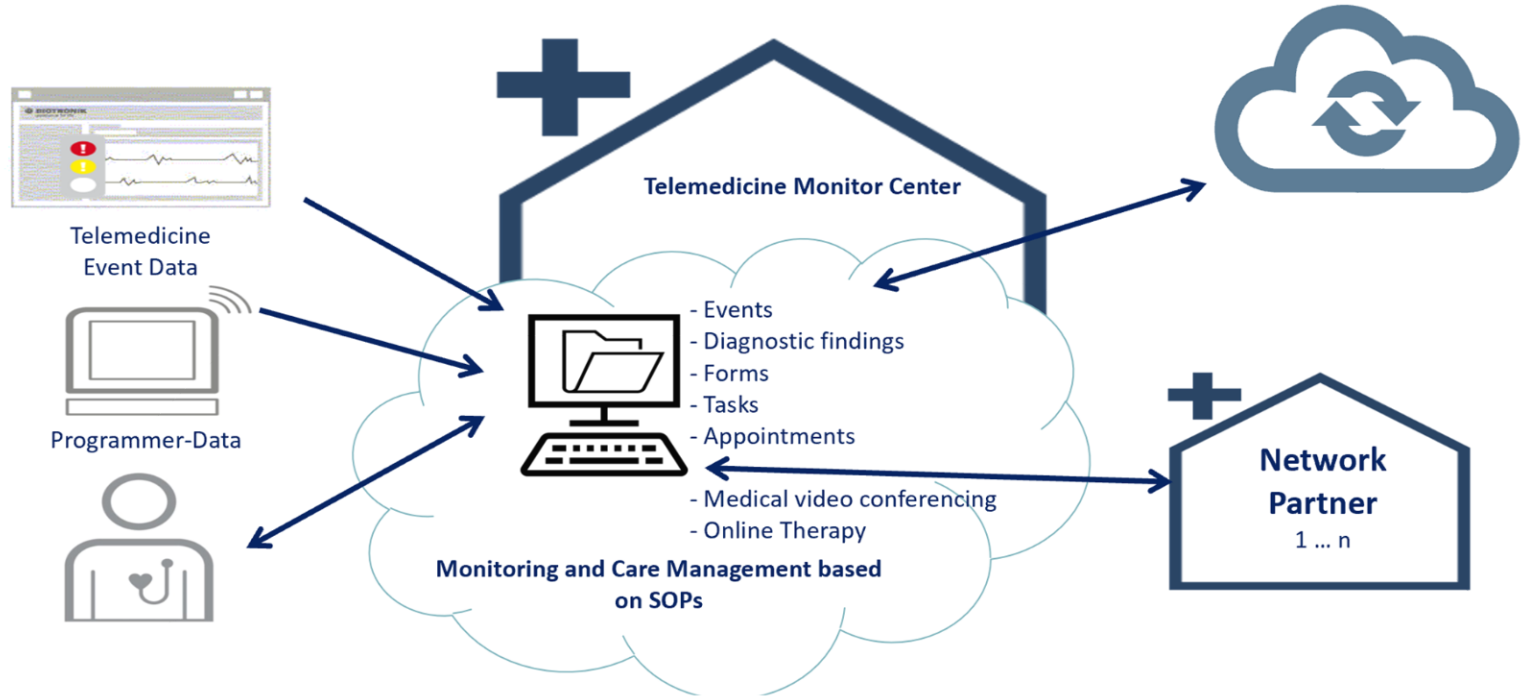 BIOTRONIK
Telemedicine
Event Data
Programmer-Data
Telemedicine Monitor Center
- Events
- Diagnostic findings
- Forms
- Tasks
- Appointments
- Medical video conferencing
- Online Therapy
Monitoring and Care Management based
on SOPs
Network
Partner
1 ... n